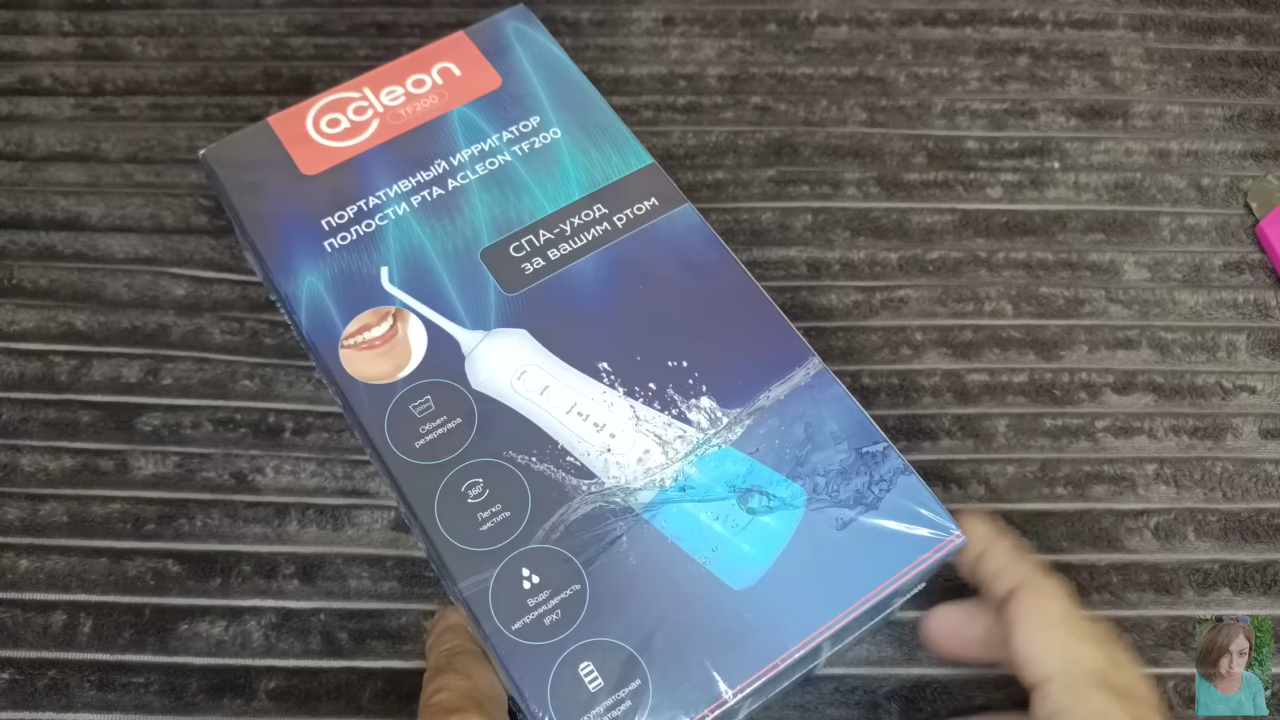 acleon
TF200
ПОРТАТИВНЫЙ ИРРИГАТОР
ПОЛОСТИ РТА ACLEON TF200
СПА-уход
за вашим ртом
Объем
резервуара
360°
Легко
чистить
Водо-
непроницаемость
IPX7